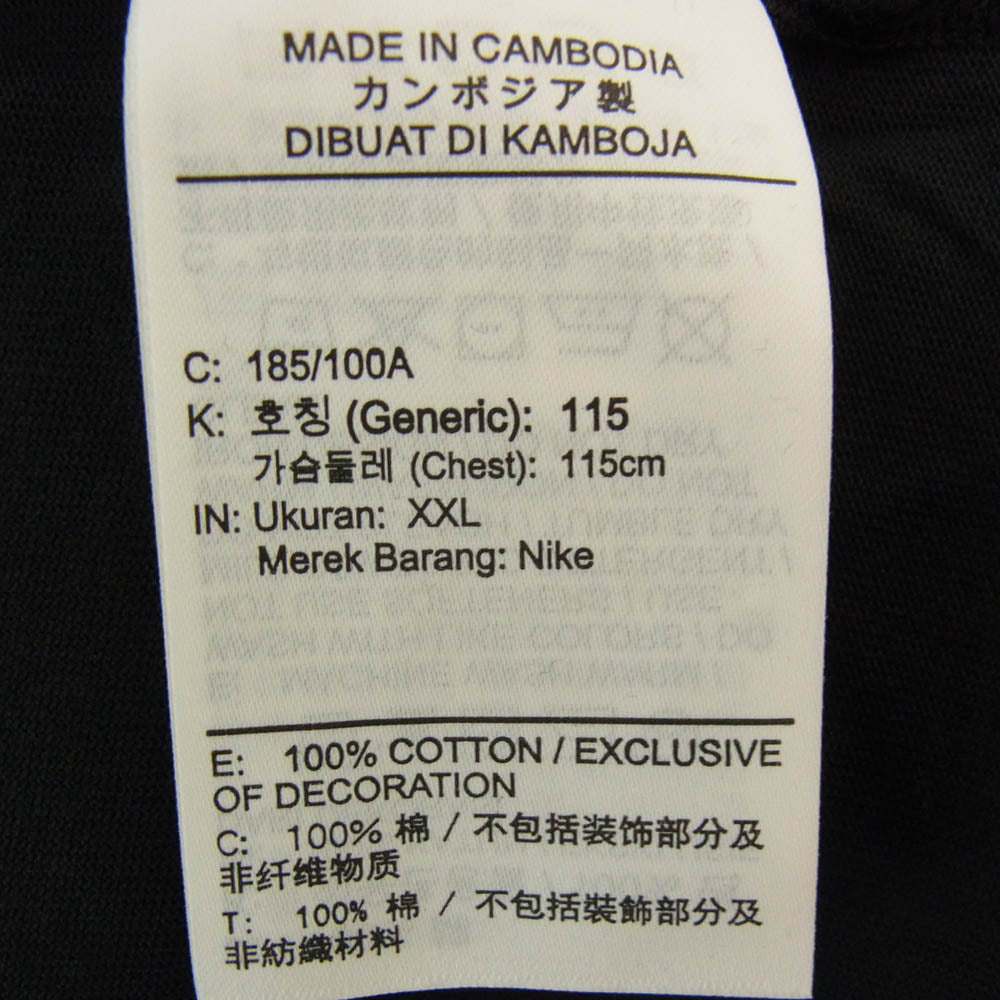 MADE IN CAMBODIA
カンボジア製
DIBUAT DI KAMBOJA
C: 185/100A
K: 호칭 (Generic): 115
가슴둘레 (Chest): 115cm
IN: Ukuran: XXL
Merek Barang: Nike
E: 100% COTTON / EXCLUSIVE
OF DECORATION
C: 100% 棉 / 不包括装饰部分及
非纤维物质
T: 100% 棉 / 不包括裝飾部分及
非紡織材料